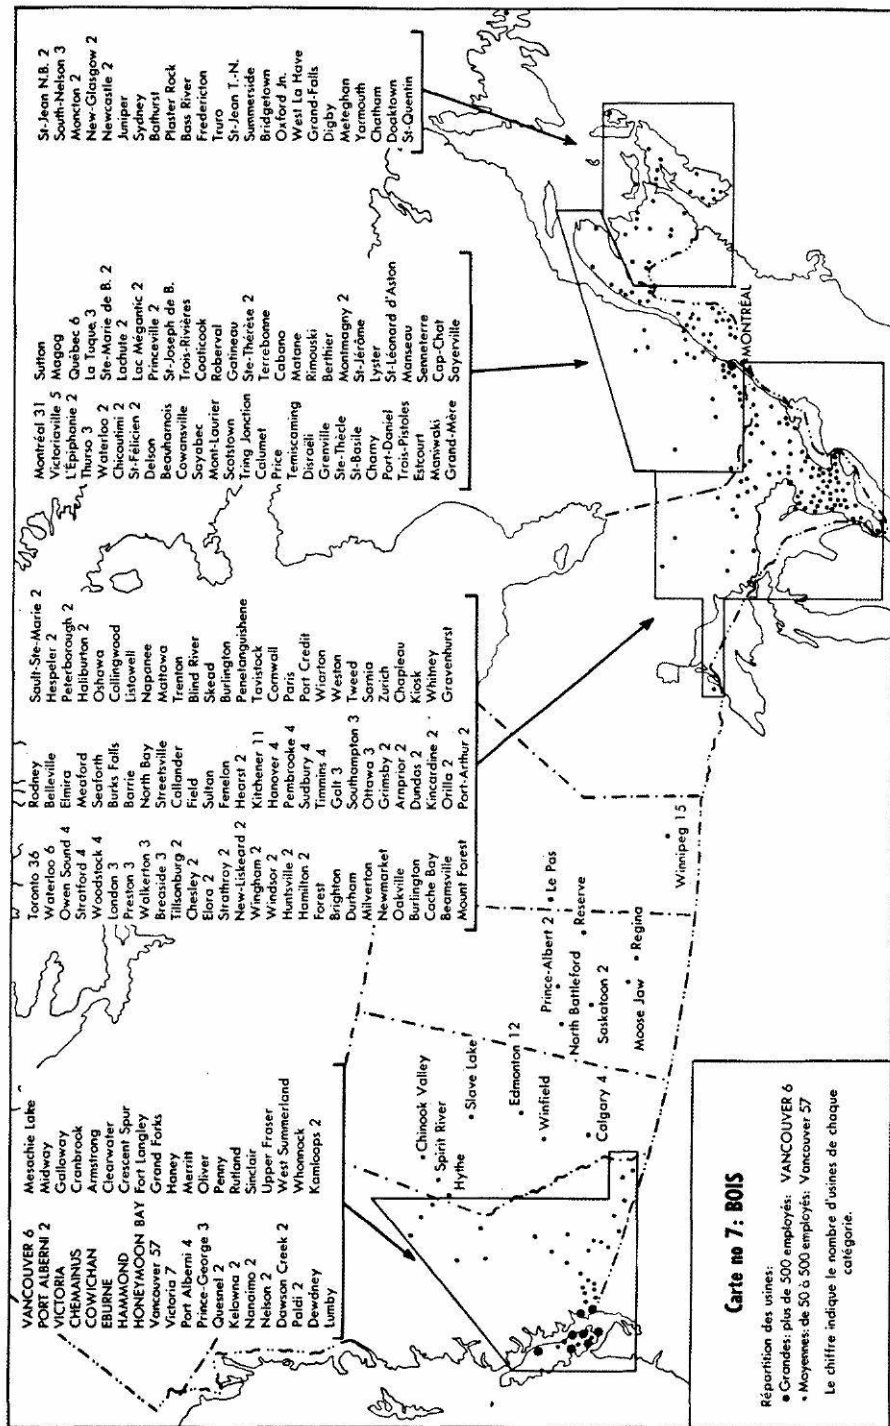 VANCOUVER 6
PORT ALBERNI 2
VICTORIA
CHEMAINUS
COWICHAN
EBURNE
HAMMOND
HONEYMOON BAY
Vancouver 57
Victoria 7
Port Alberni 4
Prince-George 3
Quesnel 2
Kelowna 2
Nanaimo 2
Nelson 2
Dawson Creek 2
Paldi 2
Dewdney
Lumby
Mesachie Lake
Midway
Galloway
Cranbrook
Armstrong
Clearwater
Crescent Spur
Fort Langley
Grand Forks
Haney
Merritt
Oliver
Penny
Rutland
Sinclair
Upper Fraser
West Summerland
Whonnock
Kamloops 2
Toronto 36
Waterloo 6
Owen Sound 4
Stratford 4
Woodstock 4
London 3
Preston 3
Walkerton 3
Breaside 3
Tillsonburg 2
Chesley 2
Elora 2
Strathroy 2
New-Liskeard 2
Wingham 2
Windsor 2
Huntsville 2
Hamilton 2
Forest
Brighton
Durham
Milverton
Newmarket
Oakville
Burlington
Cache Bay
Beamsville
Mount Forest
Rodney
Belleville
Elmira
Meaford
Seaforth
Burks Falls
Barrie
North Bay
Streetsville
Callander
Field
Sultan
Fenelon
Hearst 2
Kitchener 11
Hanover 4
Pembrooke 4
Sudbury 4
Timmins 4
Galt 3
Southampton 3
Ottawa 3
Grimsby 2
Arnprior 2
Dundas 2
Kincardine 2
Orilla 2
Port-Arthur 2
Sault-Ste-Marie 2
Hespeler 2
Peterborough 2
Haliburton 2
Oshawa
Collingwood
Listowell
Napanee
Mattawa
Trenton
Blind River
Skead
Burlington
Penetanguishene
Tavistock
Cornwall
Paris
Port Credit
Wiarton
Weston
Tweed
Sarnia
Zurich
Chapleau
Kiosk
Whitney
Gravenhurst
Montréal 31
Victoriaville 5
L'Épiphanie 2
Thurso 3
Waterloo 2
Chicoutimi 2
St-Félicien 2
Delson
Beauharnois
Cowansville
Sayabec
Mont-Laurier
Scotstown
Tring Jonction
Calumet
Price
Temiscaming
Disraëli
Grenville
Ste-Thècle
St-Basile
Charny
Port-Daniel
Trois-Pistoles
Estcourt
Maniwaki
Grand-Mère
Sutton
Magog
Québec 6
La Tuque 3
Ste-Marie de B. 2
Lachute 2
Lac Mégantic 2
Princeville 2
St-Joseph de B.
Trois-Rivières
Coaticook
Roberval
Gatineau
Ste-Thérèse 2
Terrebonne
Cabano
Matane
Rimouski
Berthier
Montmagny 2
St-Jérôme
Lyster
St-Léonard d'Aston
Manseau
Senneterre
Cap-Chat
Sayerville
St-Jean N.B. 2
South-Nelson 3
Moncton 2
New-Glasgow 2
Newcastle 2
Juniper
Sydney
Bathurst
Plaster Rock
Bass River
Fredericton
Truro
St-Jean T.-N.
Summerside
Bridgetown
Oxford Jn.
West La Have
Grand-Falls
Digby
Meteghan
Yarmouth
Chatham
Doaktown
St-Quentin
Chinook Valley
Spirit River
Hythe
Slave Lake
Edmonton 12
Winfield
Calgary 4
Prince-Albert 2
Le Pas
North Battleford
Reserve
Saskatoon 2
Moose Jaw
Regina
Winnipeg 15
MONTRÉAL
Carte no 7: BOIS
Répartition des usines:
• Grandes: plus de 500 employés: VANCOUVER 6
• Moyennes: de 50 à 500 employés: Vancouver 57
Le chiffre indique le nombre d'usines de chaque
catégorie.